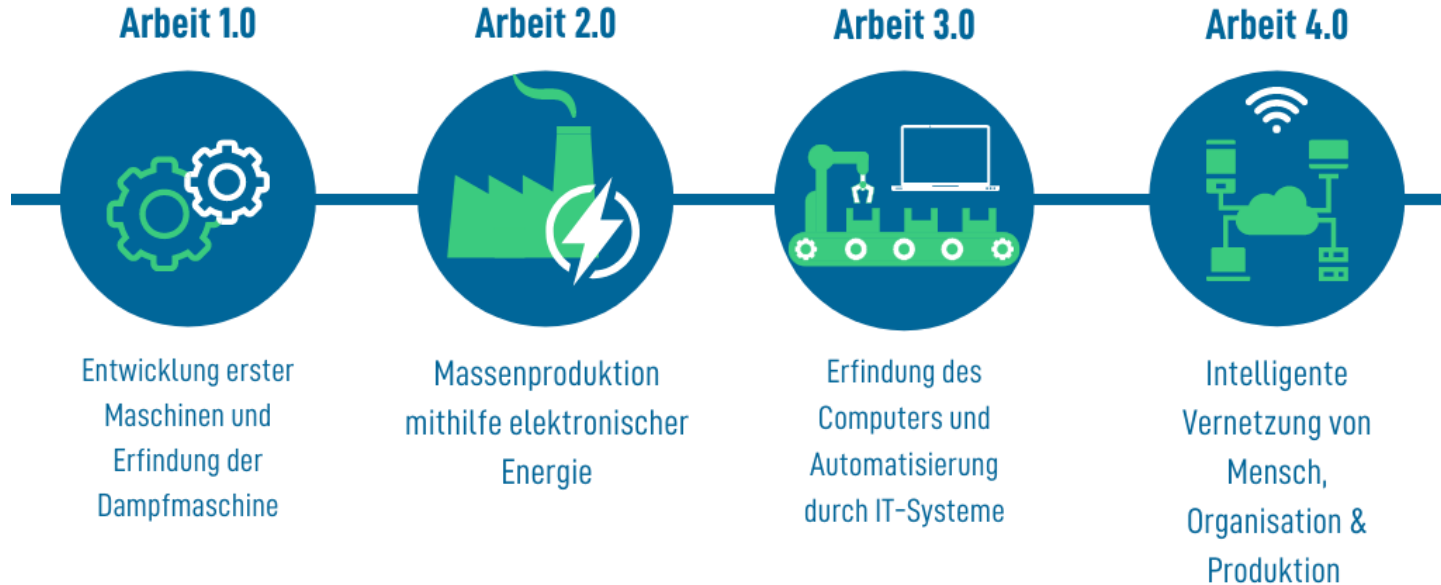 Arbeit 1.0
Arbeit 2.0
Arbeit 3.0
Arbeit 4.0
Entwicklung erster
Maschinen und
Erfindung der
Dampfmaschine
Massenproduktion
mithilfe elektronischer
Energie
Erfindung des
Computers und
Automatisierung
durch IT-Systeme
Intelligente
Vernetzung von
Mensch,
Organisation &
Produktion